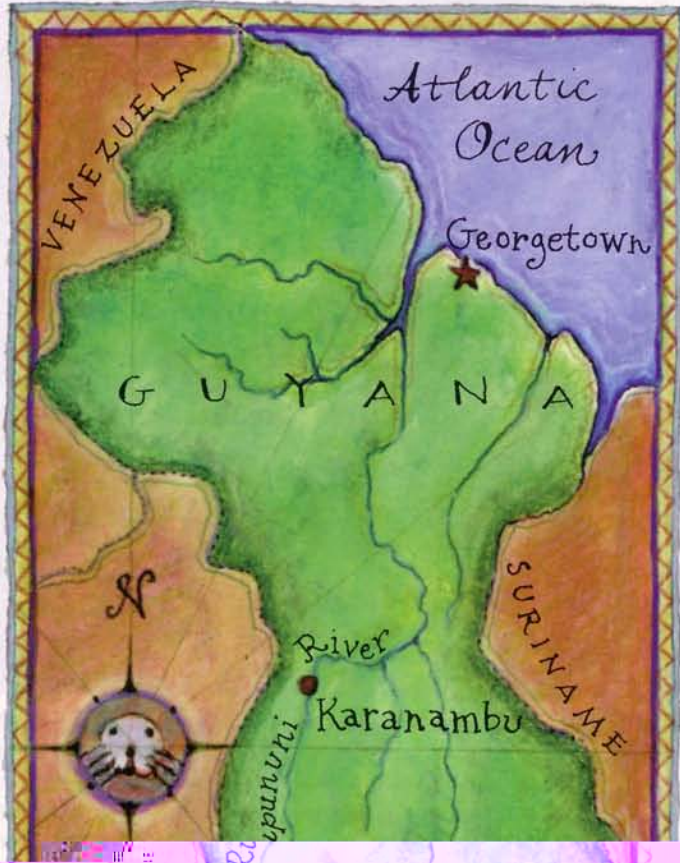 Atlantic
Ocean
VENEZUELA
Georgetown
GUYANA
N
SURINAME
River
Karanambu